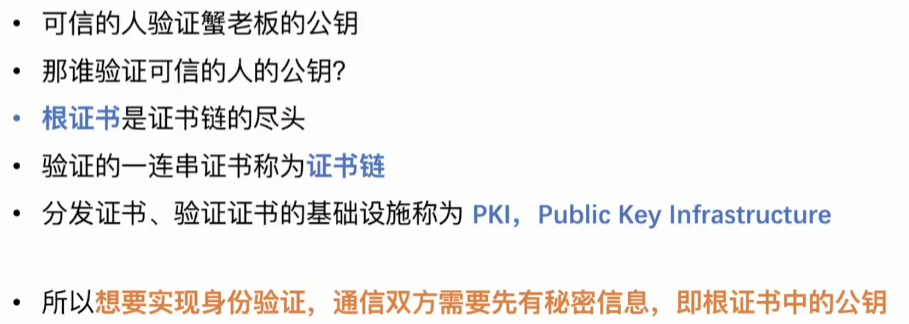 • 可信的人验证蟹老板的公钥
• 那谁验证可信的人的公钥?
• 根证书是证书链的尽头
• 验证的一连串证书称为证书链
• 分发证书、验证证书的基础设施称为 PKI，Public Key Infrastructure
• 所以想要实现身份验证，通信双方需要先有秘密信息，即根证书中的公钥